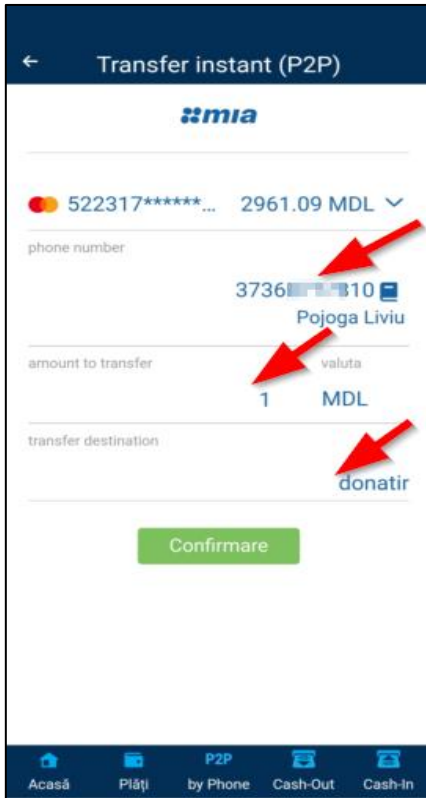 Transfer instant (P2P)
mia
522317******... 2961.09 MDL
phone number
Pojoga Liviu
amount to transfer valuta
1 MDL
transfer destination
donatir
Confirmare
Acasă Plăți P2P by Phone Cash-Out Cash-In